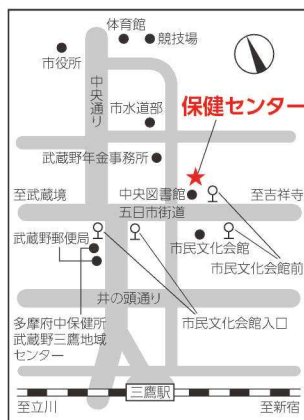 体育館
競技場
市役所
中央通り
市水道部
保健センター
武蔵野年金事務所
至武蔵境
中央図書館
至吉祥寺
五日市街道
武蔵野郵便局
市民文化会館
市民文化会館前
井の頭通り
多摩府中保健所
武蔵野三鷹地域
センター
市民文化会館入口
三鷹駅
至立川
至新宿